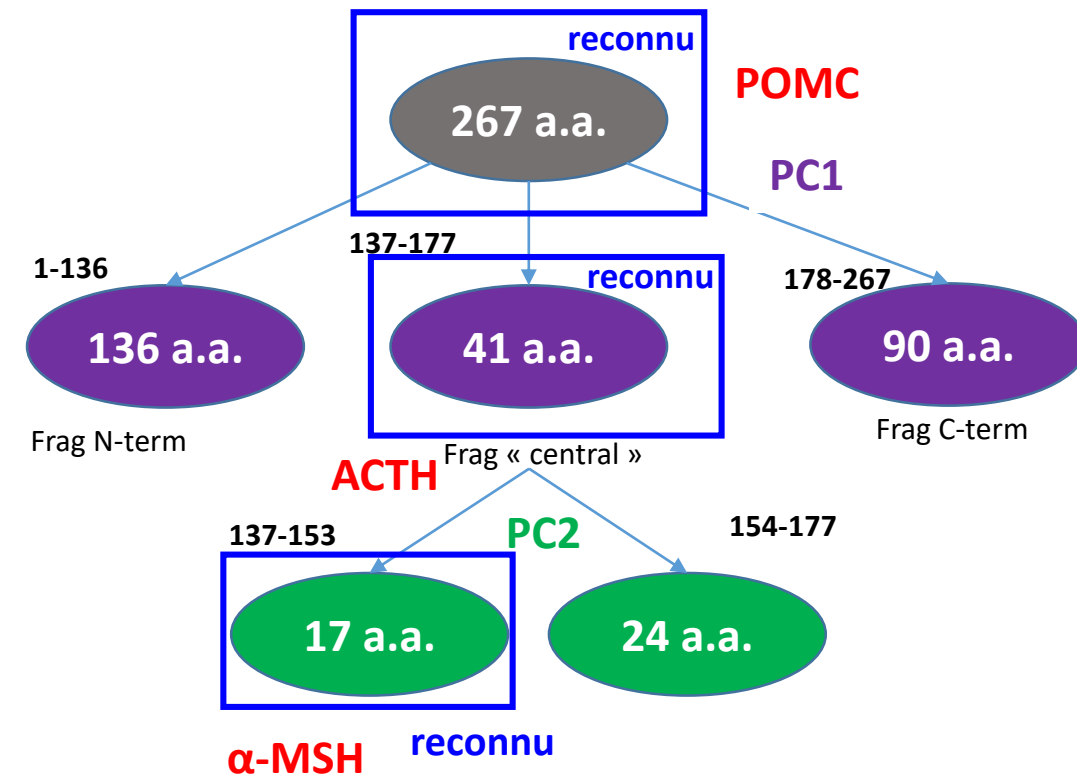 reconnu
POMC
267 a.a.
PC1
137-177
1-136
reconnu
178-267
136 a.a.
41 a.a.
90 a.a.
Frag N-term
Frag « central »
Frag C-term
ACTH
137-153
PC2
154-177
17 a.a.
24 a.a.
α-MSH
reconnu